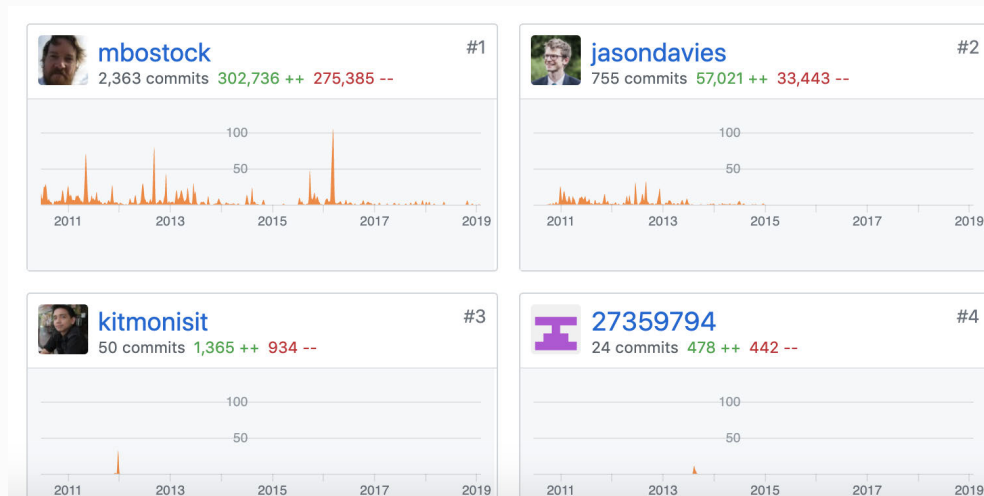 mbostock
#1
2,363 commits 302,736 ++ 275,385 --
100
50
2011 2013 2015 2017 2019
jasondavies
#2
755 commits 57,021 ++ 33,443 --
100
50
2011 2013 2015 2017 2019
kitmonisit
#3
50 commits 1,365 ++ 934 --
100
50
2011 2013 2015 2017 2019
27359794
#4
24 commits 478 ++ 442 --
100
50
2011 2013 2015 2017 2019